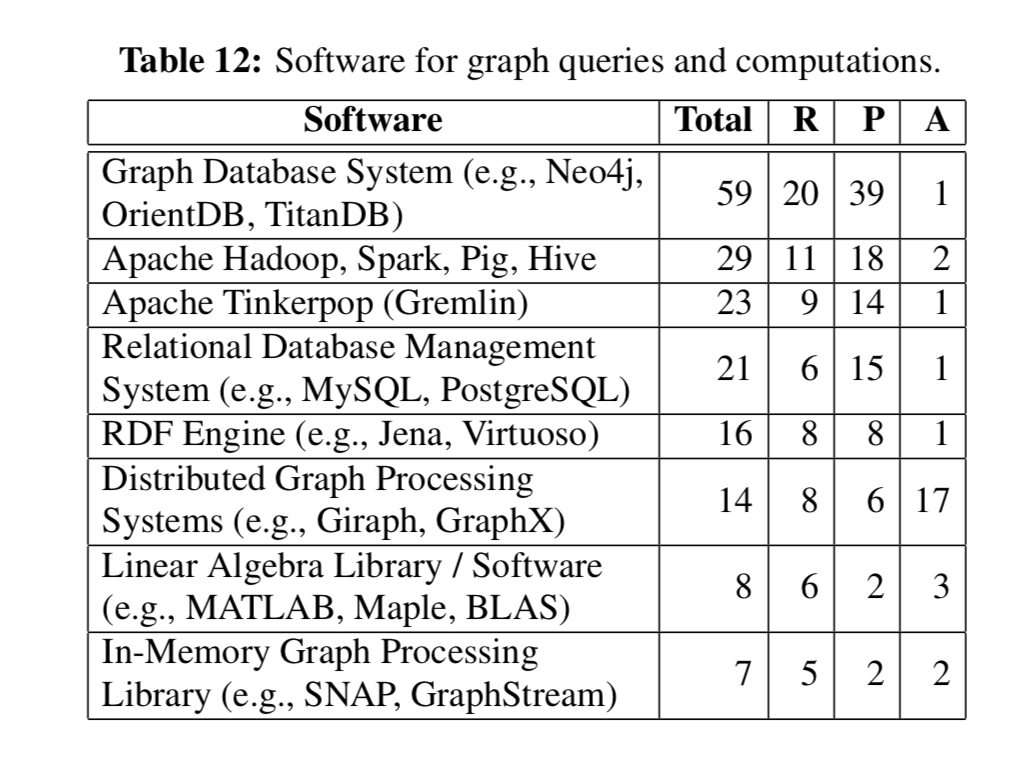 Table 12: Software for graph queries and computations.
Software Total R P A
Graph Database System (e.g., Neo4j,
OrientDB, TitanDB) 59 20 39 1
Apache Hadoop, Spark, Pig, Hive 29 11 18 2
Apache Tinkerpop (Gremlin) 23 9 14 1
Relational Database Management
System (e.g., MySQL, PostgreSQL) 21 6 15 1
RDF Engine (e.g., Jena, Virtuoso) 16 8 8 1
Distributed Graph Processing
Systems (e.g., Giraph, GraphX) 14 8 6 17
Linear Algebra Library / Software
(e.g., MATLAB, Maple, BLAS) 8 6 2 3
In-Memory Graph Processing
Library (e.g., SNAP, GraphStream) 7 5 2 2